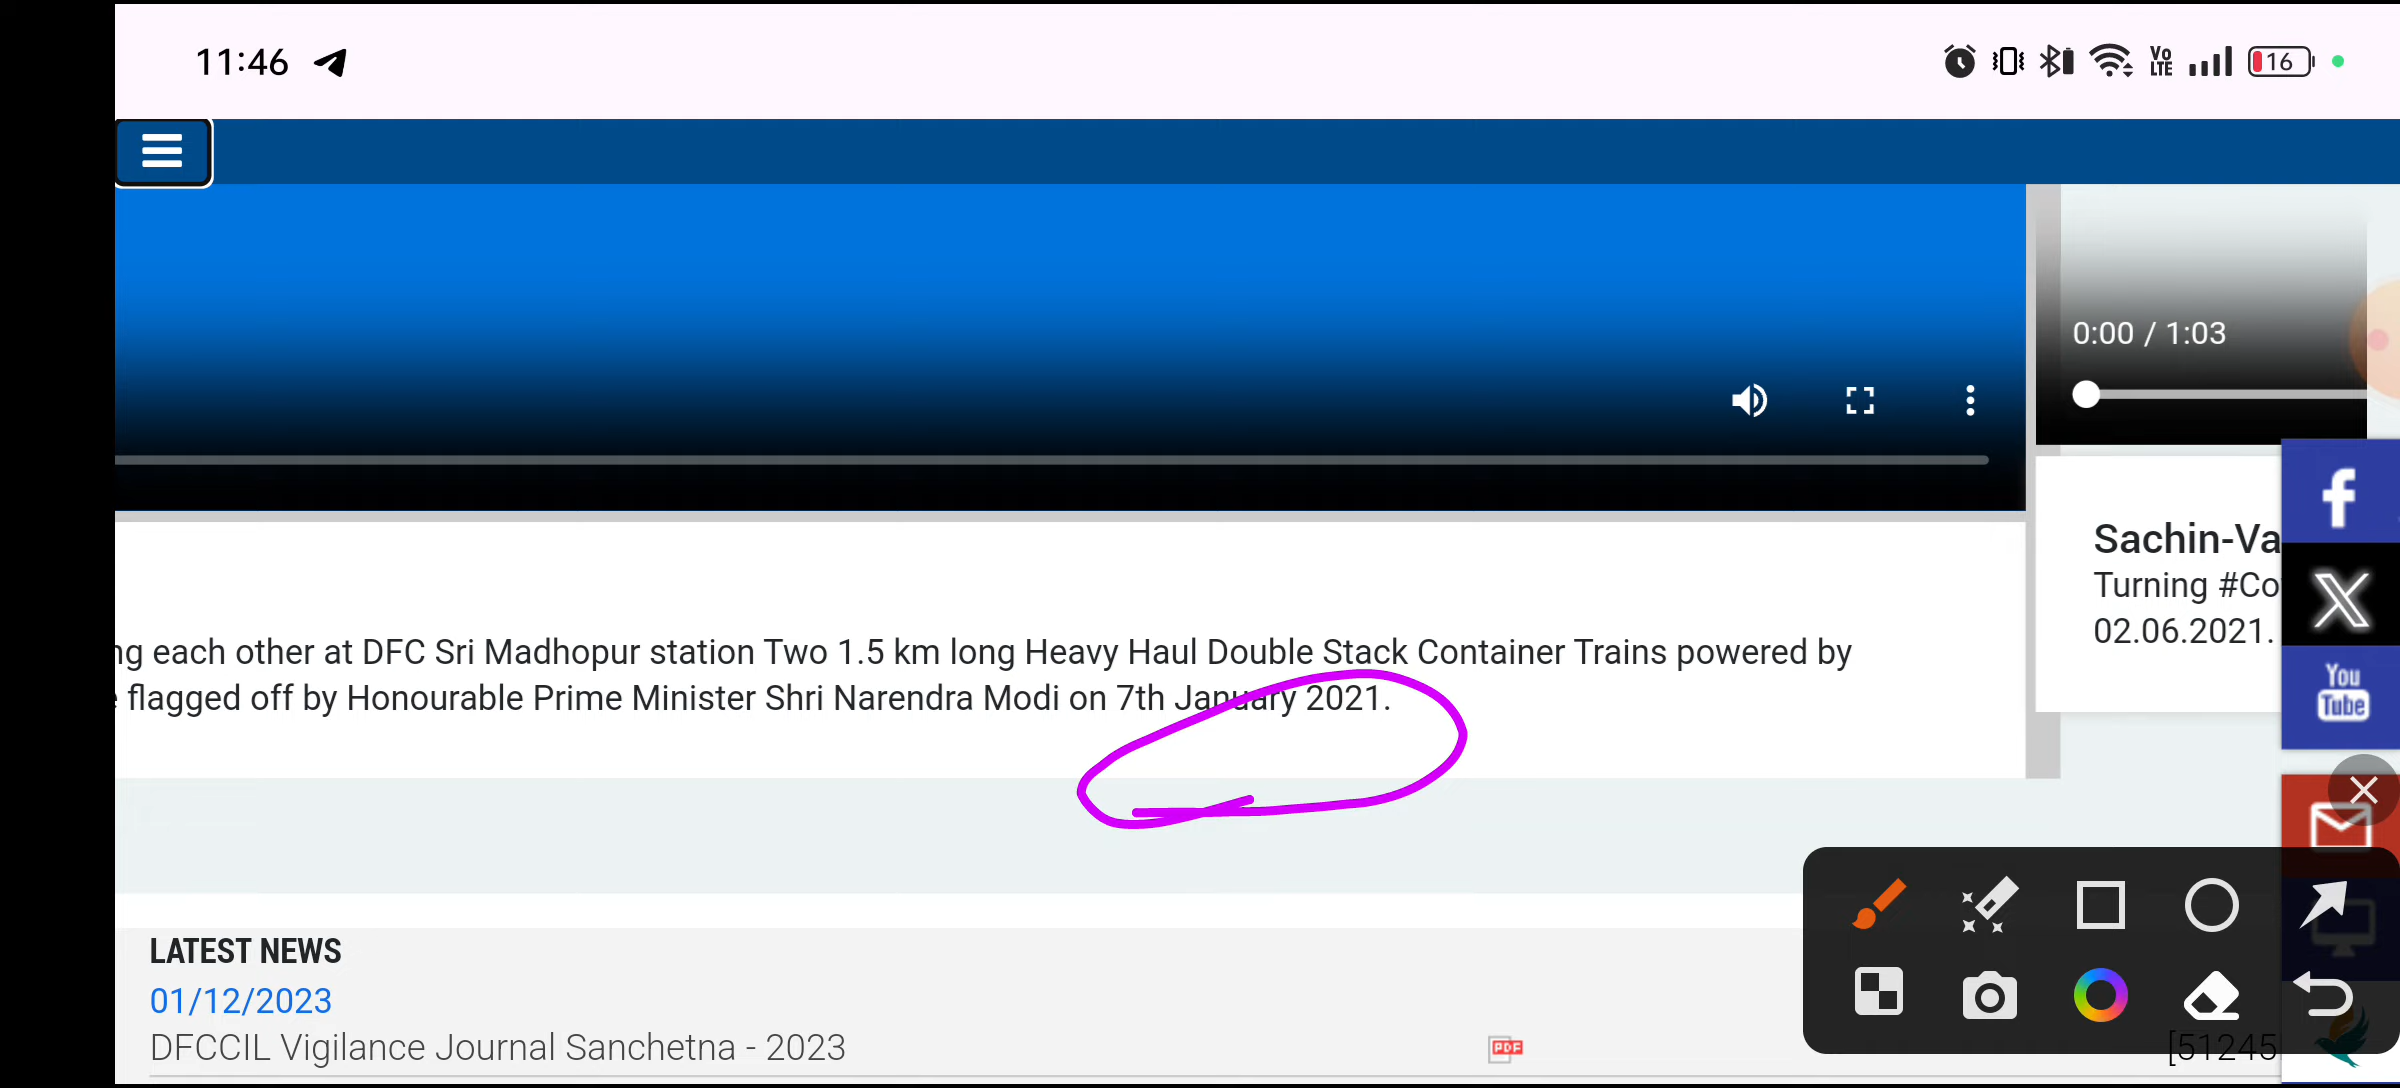 11:46
Vo
LTE
16
0:00 / 1:03
Sachin-Va
Turning #Co
02.06.2021.
ng each other at DFC Sri Madhopur station Two 1.5 km long Heavy Haul Double Stack Container Trains powered by
flagged off by Honourable Prime Minister Shri Narendra Modi on 7th January 2021.
You
Tube
LATEST NEWS
01/12/2023
DFCCIL Vigilance Journal Sanchetna - 2023
PDF
[51245